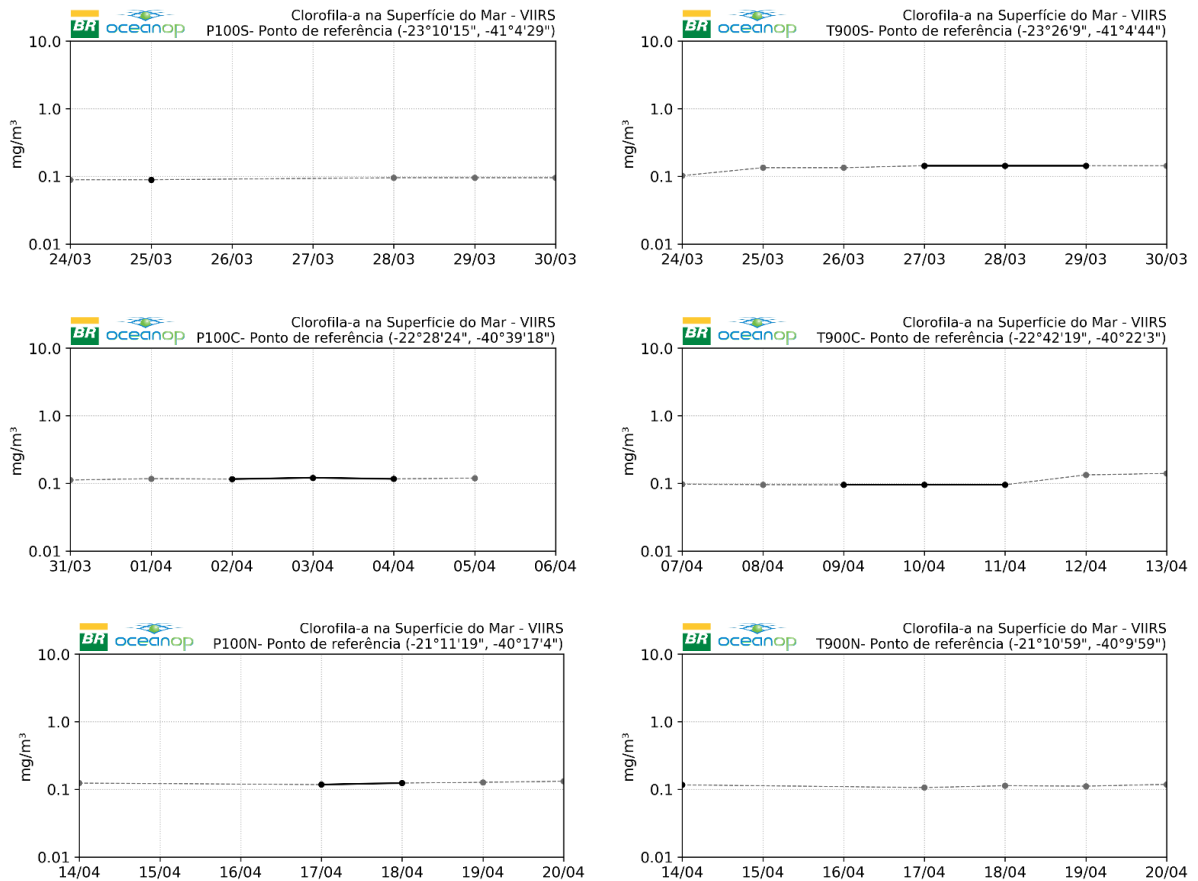 BR oceanop Clorofila-a na Superfície do Mar - VIIRS
P100S- Ponto de referência (-23°10'15", -41°4'29")
10.0
1.0
0.1
0.01
mg/m³
24/03 25/03 26/03 27/03 28/03 29/03 30/03
BR oceanop Clorofila-a na Superfície do Mar - VIIRS
T900S- Ponto de referência (-23°26'9", -41°4'44")
10.0
1.0
0.1
0.01
mg/m³
24/03 25/03 26/03 27/03 28/03 29/03 30/03
BR oceanop Clorofila-a na Superfície do Mar - VIIRS
P100C- Ponto de referência (-22°28'24", -40°39'18")
10.0
1.0
0.1
0.01
mg/m³
31/03 01/04 02/04 03/04 04/04 05/04 06/04
BR oceanop Clorofila-a na Superfície do Mar - VIIRS
T900C- Ponto de referência (-22°42'19", -40°22'3")
10.0
1.0
0.1
0.01
mg/m³
07/04 08/04 09/04 10/04 11/04 12/04 13/04
BR oceanop Clorofila-a na Superfície do Mar - VIIRS
P100N- Ponto de referência (-21°11'19", -40°17'4")
10.0
1.0
0.1
0.01
mg/m³
14/04 15/04 16/04 17/04 18/04 19/04 20/04
BR oceanop Clorofila-a na Superfície do Mar - VIIRS
T900N- Ponto de referência (-21°10'59", -40°9'59")
10.0
1.0
0.1
0.01
mg/m³
14/04 15/04 16/04 17/04 18/04 19/04 20/04